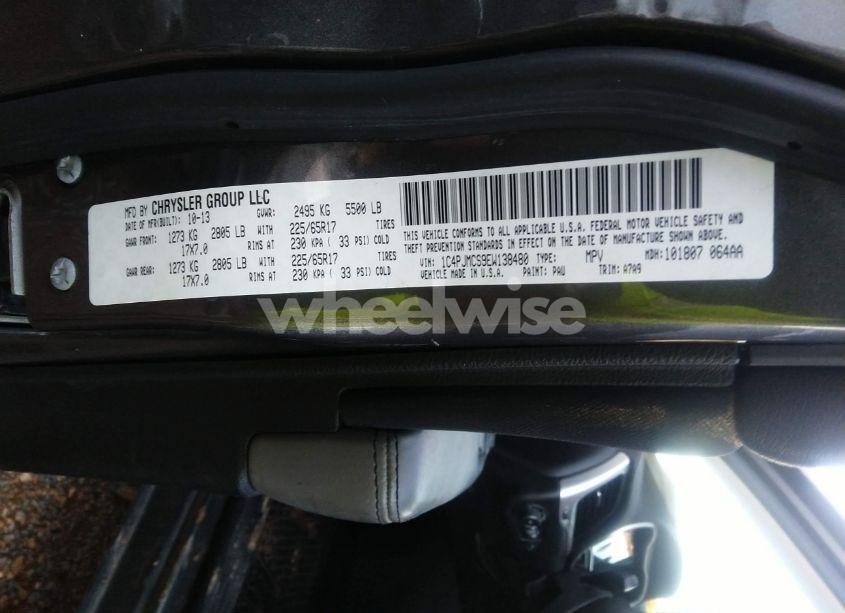 MFD BY CHRYSLER GROUP LLC
DATE OF MFR(BUILT): 10-13 GVWR: 2495 KG 5500 LB
GAWR FRONT: 1273 KG 2805 LB WITH 225/65R17 TIRES
17X7.0 RIMS AT 230 KPA ( 33 PSI) COLD
GAWR REAR: 1273 KG 2805 LB WITH 225/65R17 TIRES
17X7.0 RIMS AT 230 KPA ( 33 PSI) COLD
THIS VEHICLE CONFORMS TO ALL APPLICABLE U.S.A. FEDERAL MOTOR VEHICLE SAFETY AND
THEFT PREVENTION STANDARDS IN EFFECT ON THE DATE OF MANUFACTURE SHOWN ABOVE.
VIN: 1C4PJMCS9EW138480 TYPE: MPV MDH: 101807 064AA
VEHICLE MADE IN U.S.A. PAINT: PAU TRIM: A7A9
wheelwise